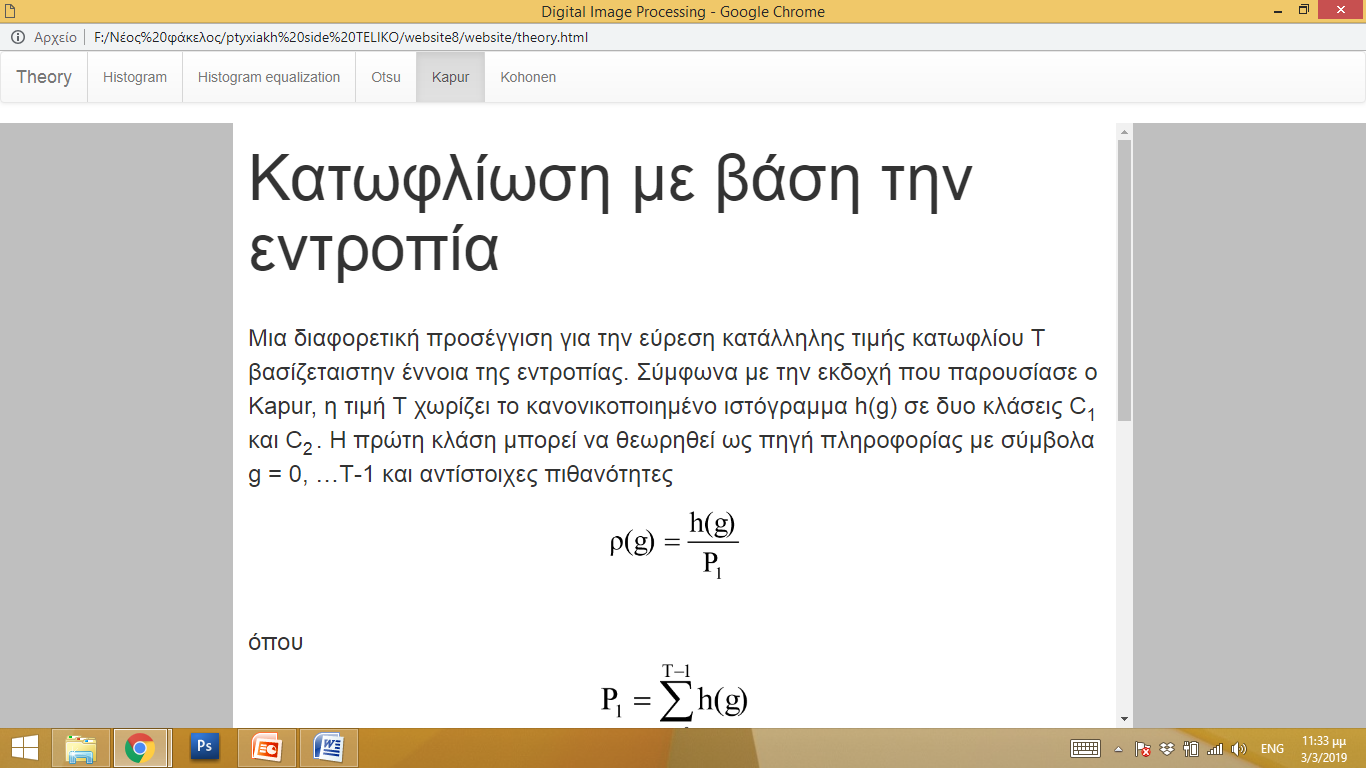 Digital Image Processing - Google Chrome
Αρχείο F:/Νέος%20φάκελος/ptyxiakh%20side%20TELIKO/website8/website/theory.html
Theory Histogram Histogram equalization Otsu Kapur Kohonen
Κατωφλίωση με βάση την
εντροπία
Μια διαφορετική προσέγγιση για την εύρεση κατάλληλης τιμής κατωφλίου T
βασίζεταιστην έννοια της εντροπίας. Σύμφωνα με την εκδοχή που παρουσίασε ο
Kapur, η τιμή T χωρίζει το κανονικοποιημένο ιστόγραμμα h(g) σε δυο κλάσεις C1
και C2 . Η πρώτη κλάση μπορεί να θεωρηθεί ως πηγή πληροφορίας με σύμβολα
g = 0, …T-1 και αντίστοιχες πιθανότητες
ρ(g) = h(g) / P1
όπου
T−1
P1 = ∑ h(g)
Ps
ENG
11:33 μμ
3/3/2019